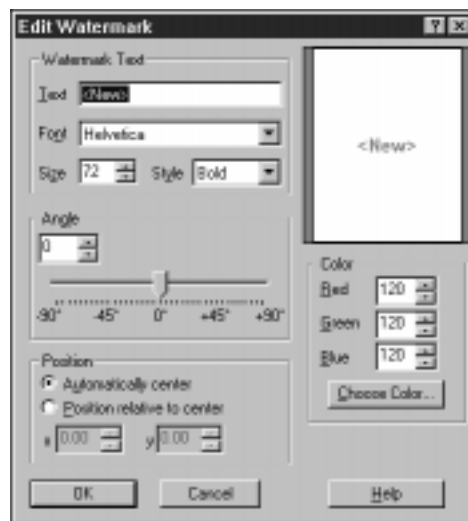 Edit Watermark
Watermark Text
Text <New>
Font Helvetica
Size 72 Style Bold
<New>
Angle
0
-90° -45° 0° +45° +90°
Color
Red 120
Green 120
Blue 120
Choose Color...
Position
Automatically center
Position relative to center
x 0.00 y 0.00
OK Cancel Help